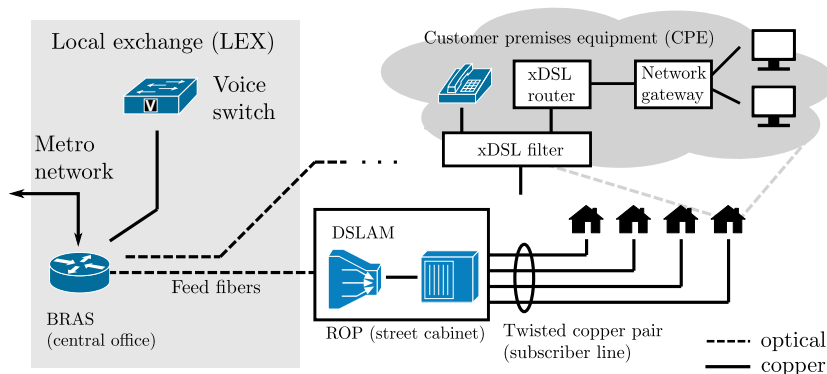 Local exchange (LEX)
Voice
switch
V
Metro
network
BRAS
(central office)
Feed fibers
Customer premises equipment (CPE)
xDSL
router
Network
gateway
xDSL filter
DSLAM
ROP (street cabinet)
Twisted copper pair
(subscriber line)
optical
copper